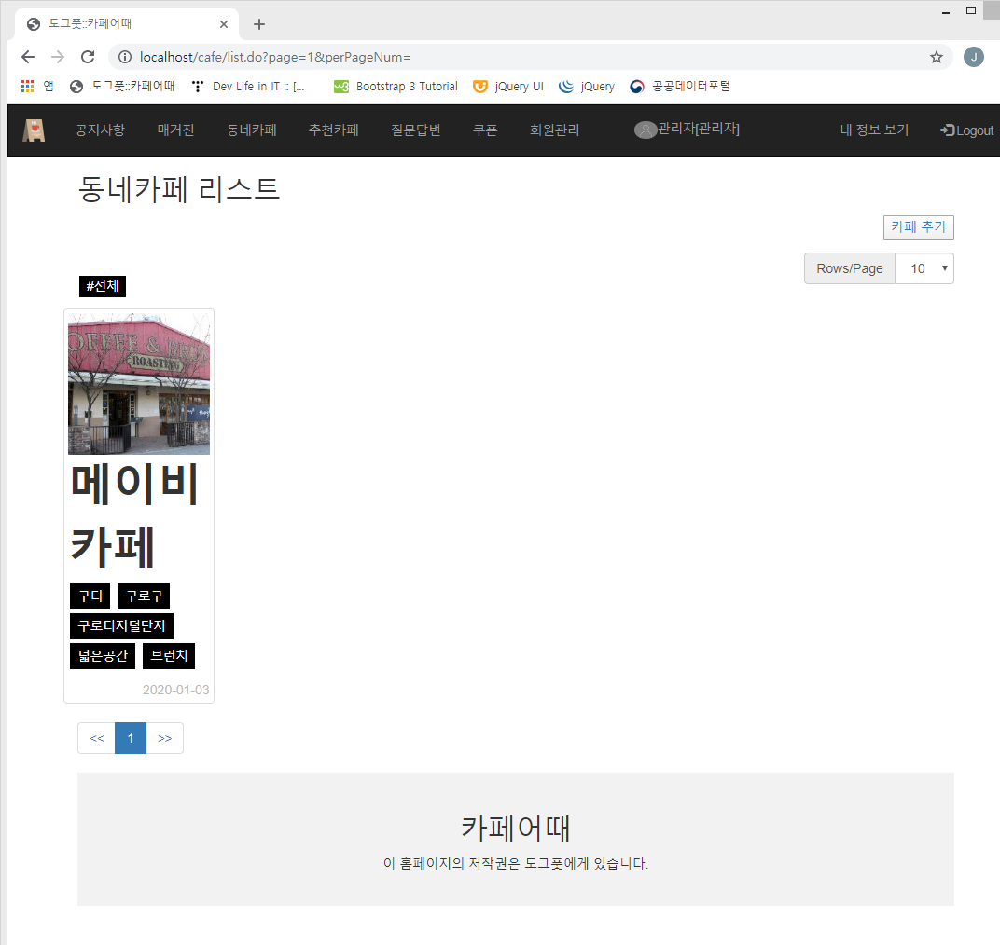 도그풋::카페어때
localhost/cafe/list.do?page=1&perPageNum=
J
앱 도그풋::카페어때 Dev Life in IT :: [... Bootstrap 3 Tutorial jQuery UI jQuery 공공데이터포털
공지사항 매거진 동네카페 추천카페 질문답변 쿠폰 회원관리 관리자[관리자] 내 정보 보기 Logout
동네카페 리스트
카페 추가
Rows/Page 10
#전체
COFFEE &
ROASTING
메이비
카페
구디 구로구
구로디지털단지
넓은공간 브런치
2020-01-03
<< 1 >>
카페어때
이 홈페이지의 저작권은 도그풋에게 있습니다.